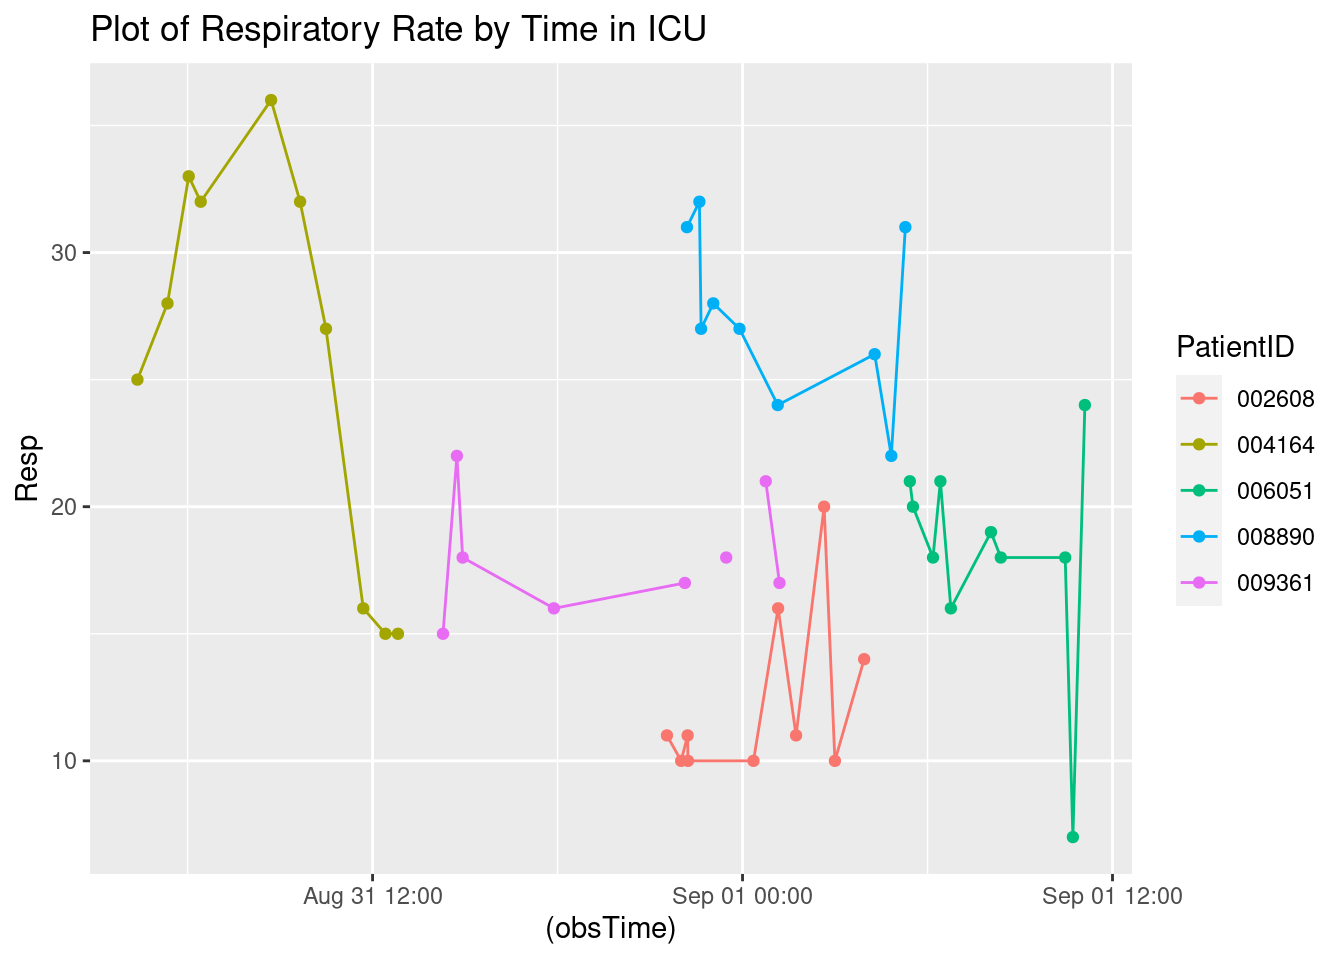 Plot of Respiratory Rate by Time in ICU
Resp
30
20
10
Aug 31 12:00
Sep 01 00:00
Sep 01 12:00
(obsTime)
PatientID
002608
004164
006051
008890
009361